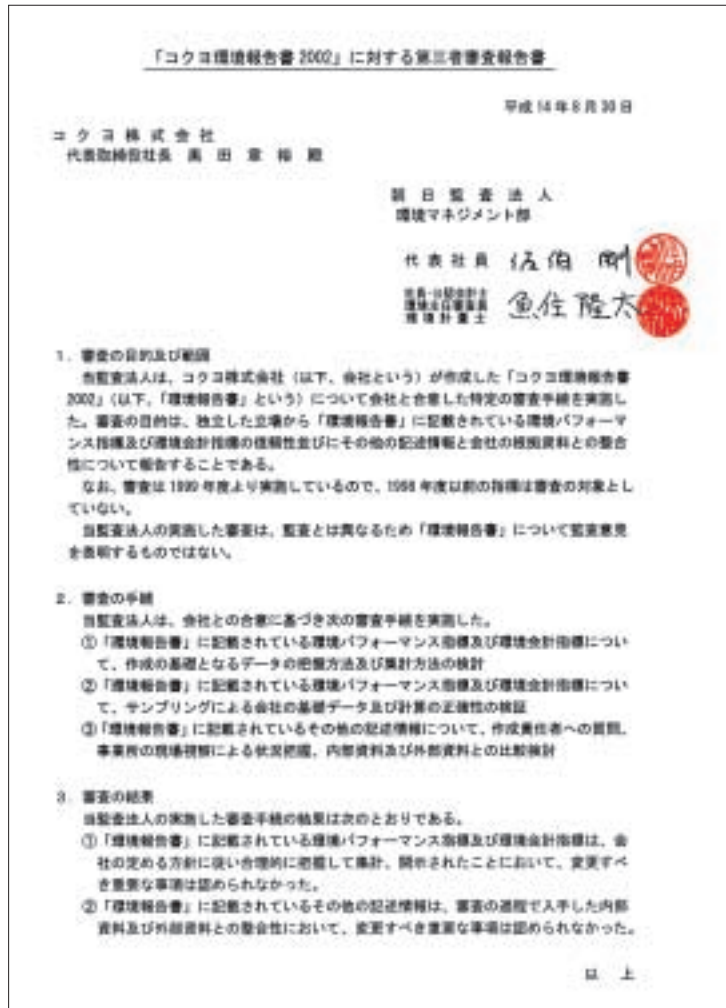 「コクヨ環境報告書2002」に対する第三者審査報告書
平成14年8月30日
コクヨ株式会社
代表取締役社長 黒田章裕 殿
朝日監査法人
環境マネジメント部
代表社員 佐伯 剛
社員・公認会計士
環境主任審査員
環境計量士 魚住隆太
1. 審査の目的及び範囲
当監査法人は、コクヨ株式会社(以下、会社という)が作成した「コクヨ環境報告書
2002」(以下、「環境報告書」という)について会社と合意した特定の審査手続を実施し
た。審査の目的は、独立した立場から「環境報告書」に記載されている環境パフォーマ
ンス指標及び環境会計指標の信頼性並びにその他の記述情報と会社の根拠資料との整合
性について報告することである。
なお、審査は1999年度より実施しているので、1998年度以前の指標は審査の対象とし
ていない。
当監査法人の実施した審査は、監査とは異なるため「環境報告書」について監査意見
を表明するものではない。
2. 審査の手続
当監査法人は、会社との合意に基づき次の審査手続を実施した。
①「環境報告書」に記載されている環境パフォーマンス指標及び環境会計指標につい
て、作成の基礎となるデータの把握方法及び集計方法の検討
②「環境報告書」に記載されている環境パフォーマンス指標及び環境会計指標につい
て、サンプリングによる会社の基礎データ及び計算の正確性の検証
③「環境報告書」に記載されているその他の記述情報について、作成責任者への質問、
事業所の現場視察による状況把握、内部資料及び外部資料との比較検討
3. 審査の結果
当監査法人の実施した審査手続の結果は次のとおりである。
①「環境報告書」に記載されている環境パフォーマンス指標及び環境会計指標は、会
社の定める方針に従い合理的に把握して集計、開示されたことにおいて、変更すべ
き重要な事項は認められなかった。
②「環境報告書」に記載されているその他の記述情報は、審査の過程で入手した内部
資料及び外部資料との整合性において、変更すべき重要な事項は認められなかった。
以 上